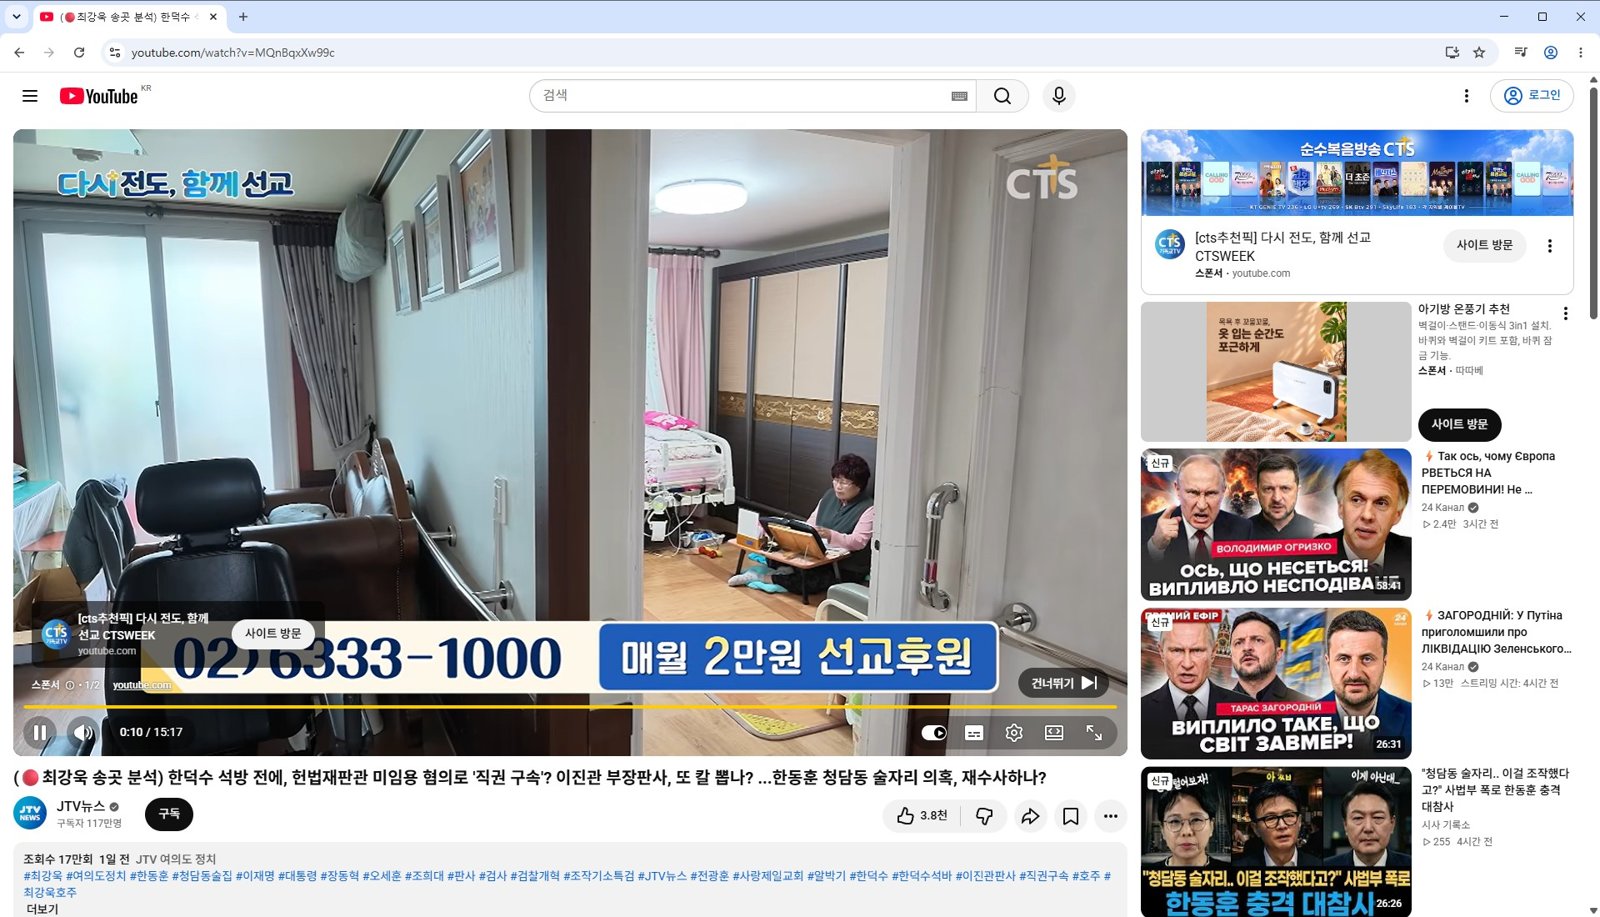 (🔴최강욱 송곳 분석) 한덕수
youtube.com/watch?v=MQnBqxXw99c
YouTube KR
검색
로그인
다시 전도, 함께 선교
CTS
[cts추천픽] 다시 전도, 함께
선교 CTSWEEK
youtube.com
사이트 방문
02) 6333-1000
매월 2만원 선교후원
스폰서 · 1/2 youtube.com
건너뛰기
0:10 / 15:17
(🔴최강욱 송곳 분석) 한덕수 석방 전에, 헌법재판관 미임용 혐의로 '직권 구속'? 이진관 부장판사, 또 칼 뽑나? ...한동훈 청담동 술자리 의혹, 재수사하나?
JTV NEWS
JTV뉴스
구독자 117만명
구독
3.8천
조회수 17만회 1일 전 JTV 여의도 정치
#최강욱 #여의도정치 #한동훈 #청담동술집 #이재명 #대통령 #장동혁 #오세훈 #조희대 #판사 #검사 #검찰개혁 #조작기소특검 #JTV뉴스 #전광훈 #사랑제일교회 #알박기 #한덕수 #한덕수석바 #이진관판사 #직권구속 #호주 #
최강욱호주
더보기
순수복음방송 CTS
[cts추천픽] 다시 전도, 함께 선교
CTSWEEK
스폰서 · youtube.com
사이트 방문
목욕 후 꼬물꼬물,
옷 입는 순간도
포근하게
아기방 온풍기 추천
벽걸이·스탠드·이동식 3in1 설치.
바퀴와 벽걸이 키트 포함, 바퀴 잠
금 기능.
스폰서 · 따따베
사이트 방문
신규
ВОЛОДИМИР ОГРИЗКО
ОСЬ, ЩО НЕСЕТЬСЯ!
ВИПЛИВЛО НЕСПОДІВАНЕ
58:41
⚡ Так ось, чому Європа
РВЕТЬСЯ НА
ПЕРЕМОВИНИ! Не ...
24 Канал
2.4만 3시간 전
ПРЯМИЙ ЕФІР
신규
24
ТАРАС ЗАГОРОДНІЙ
ВИПЛИЛО ТАКЕ, ЩО
СВІТ ЗАВМЕР!
26:31
⚡ ЗАГОРОДНІЙ: У Путіна
приголомшили про
ЛІКВІДАЦІЮ Зеленського...
24 Канал
13만 스트리밍 시간: 4시간 전
신규
"청담동 술자리.. 이걸 조작했다고?" 사법부 폭로
한동훈 충격 대참사
26:26
"청담동 술자리.. 이걸 조작했다
고?" 사법부 폭로 한동훈 충격
대참사
시사 기록소
255 4시간 전